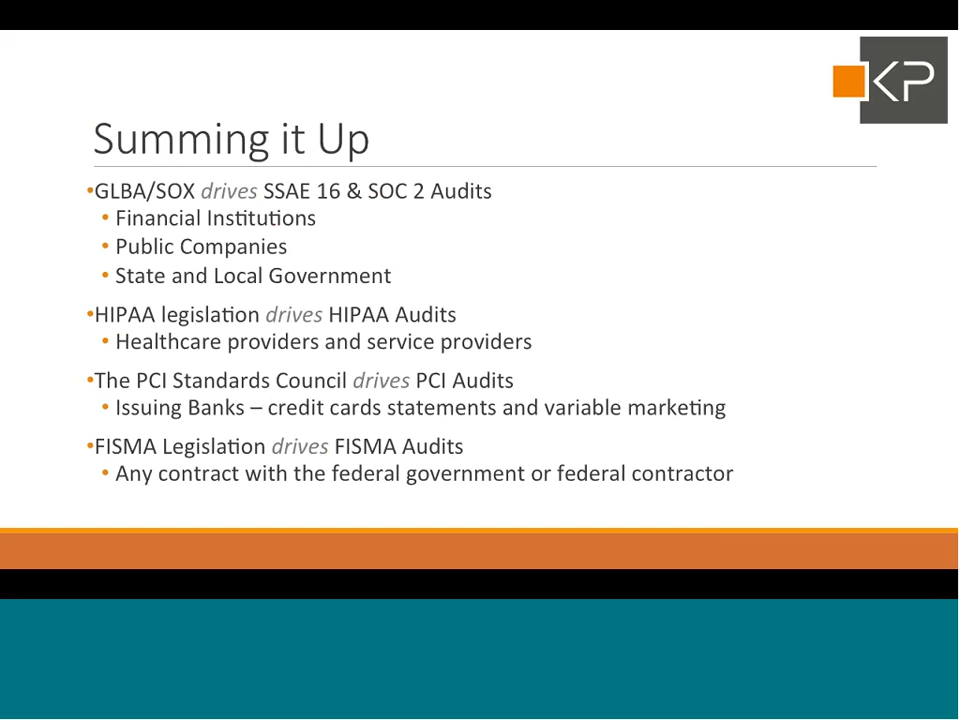 KP
Summing it Up
•GLBA/SOX drives SSAE 16 & SOC 2 Audits
• Financial Institutions
• Public Companies
• State and Local Government
•HIPAA legislation drives HIPAA Audits
• Healthcare providers and service providers
•The PCI Standards Council drives PCI Audits
• Issuing Banks – credit cards statements and variable marketing
•FISMA Legislation drives FISMA Audits
• Any contract with the federal government or federal contractor